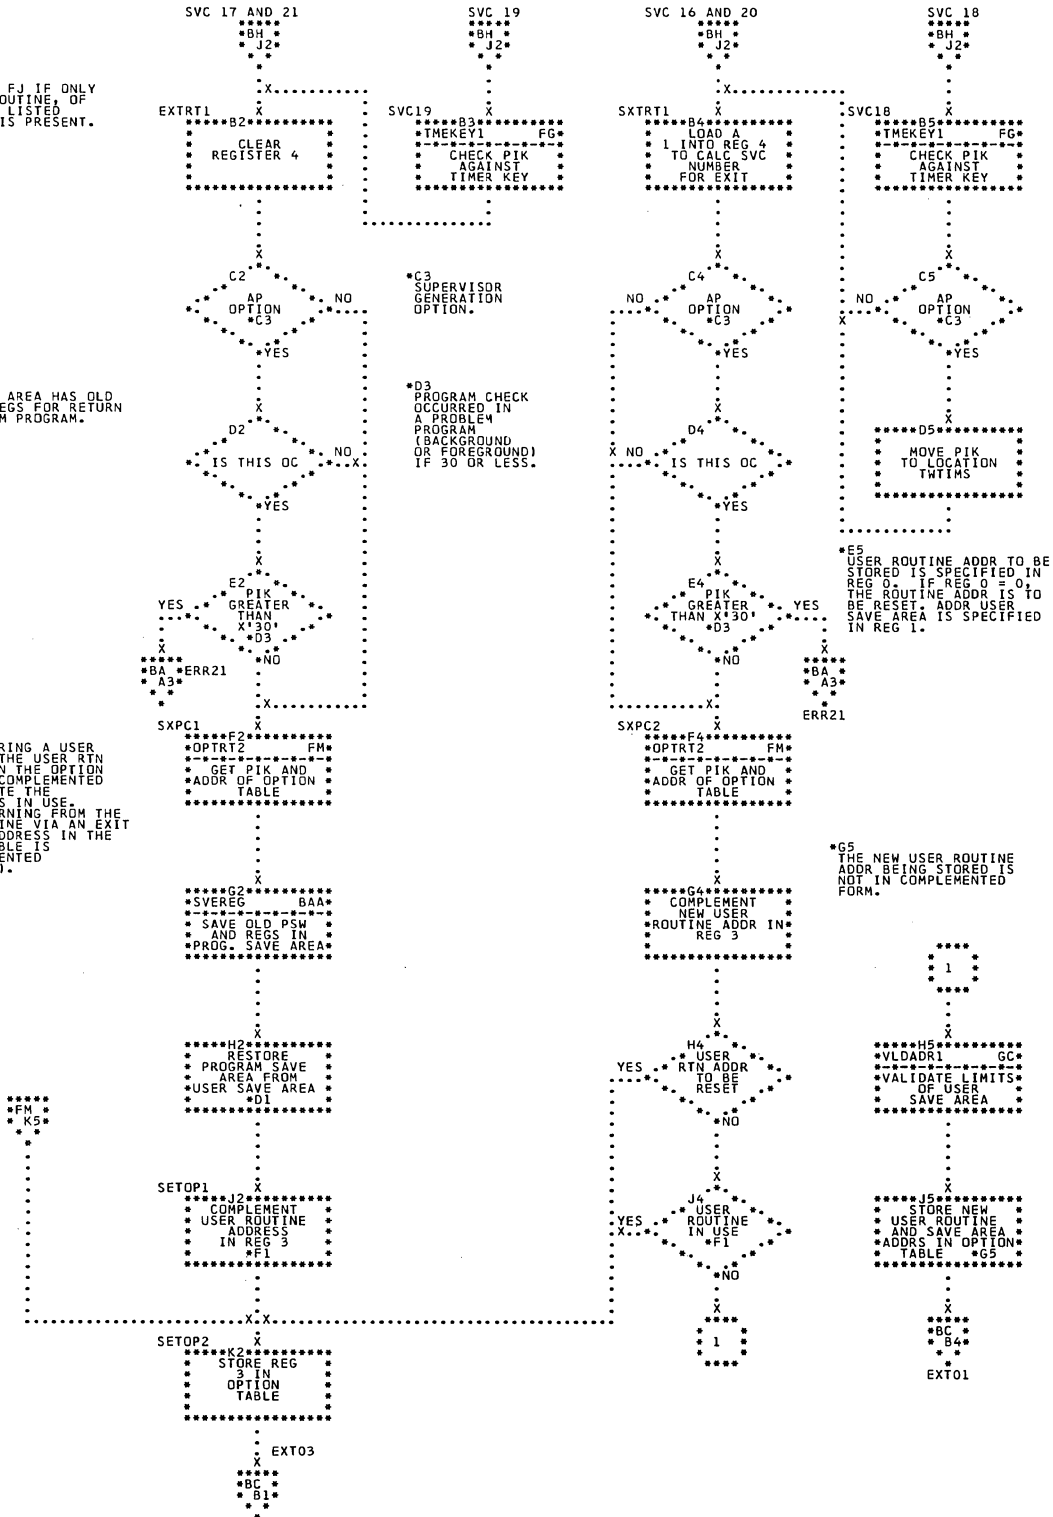 SVC 17 AND 21
SVC 19
SVC 16 AND 20
SVC 18
*BH *
J2*
*BH *
J2*
*BH *
J2*
*BH *
J2*
FJ IF ONLY
OUTINE, OF
LISTED
IS PRESENT.
EXTRT1
B2
CLEAR
REGISTER 4
SVC19
B3
*TMEKEY1 FG*
CHECK PIK
AGAINST
TIMER KEY
SXTRT1
B4
LOAD A
1 INTO REG 4
TO CALC SVC
NUMBER
FOR EXIT
SVC18
B5
*TMEKEY1 FG*
CHECK PIK
AGAINST
TIMER KEY
C2
AP
OPTION
*C3
NO
*YES
*C3
SUPERVISOR
GENERATION
OPTION.
C4
AP
OPTION
*C3
NO
*YES
C5
AP
OPTION
*C3
NO
*YES
AREA HAS OLD
EGS FOR RETURN
M PROGRAM.
D2
IS THIS OC
NO
*YES
*D3
PROGRAM CHECK
OCCURRED IN
A PROBLEM
PROGRAM
(BACKGROUND
OR FOREGROUND)
IF 30 OR LESS.
D4
IS THIS OC
X NO
*YES
D5
MOVE PIK
TO LOCATION
TWTIMS
*E5
USER ROUTINE ADDR TO BE
STORED IS SPECIFIED IN
REG 0. IF REG 0 = 0,
THE ROUTINE ADDR IS TO
BE RESET. ADDR USER
SAVE AREA IS SPECIFIED
IN REG 1.
E2
PIK
GREATER
THAN
X'30'
*D3
YES
*NO
*BA *ERR21
A3*
E4
PIK
GREATER
THAN X'30'
*D3
YES
*NO
*BA *
A3*
ERR21
SXPC1
F2
*OPTRT2 FM*
GET PIK AND
*ADDR OF OPTION
TABLE
SXPC2
F4
*OPTRT2 FM*
GET PIK AND
*ADDR OF OPTION
TABLE
RING A USER
THE USER RTN
N THE OPTION
COMPLEMENTED
TE THE
S IN USE.
RNING FROM THE
INE VIA AN EXIT
DDRESS IN THE
BLE IS
ENTED
).
G2
*SVEREG BAA*
SAVE OLD PSW
AND REGS IN
*PROG. SAVE AREA*
G4
COMPLEMENT
NEW USER
*ROUTINE ADDR IN*
REG 3
*G5
THE NEW USER ROUTINE
ADDR BEING STORED IS
NOT IN COMPLEMENTED
FORM.
1
H2
RESTORE
PROGRAM SAVE
AREA FROM
*USER SAVE AREA*
*D1
H4
USER
RTN ADDR
TO BE
RESET
YES
*NO
H5
*VLDADR1 GC*
*VALIDATE LIMITS*
OF USER
SAVE AREA
*FM *
K5*
SETOP1
J2
COMPLEMENT
USER ROUTINE
ADDRESS
IN REG 3
*F1
J4
USER
ROUTINE
IN USE
*F1
YES
*NO
J5
STORE NEW
USER ROUTINE
AND SAVE AREA
*ADDRS IN OPTION*
TABLE *G5
SETOP2
K2
STORE REG
3 IN
OPTION
TABLE
1
*BC *
B4*
EXT01
EXT03
*BC *
B1*